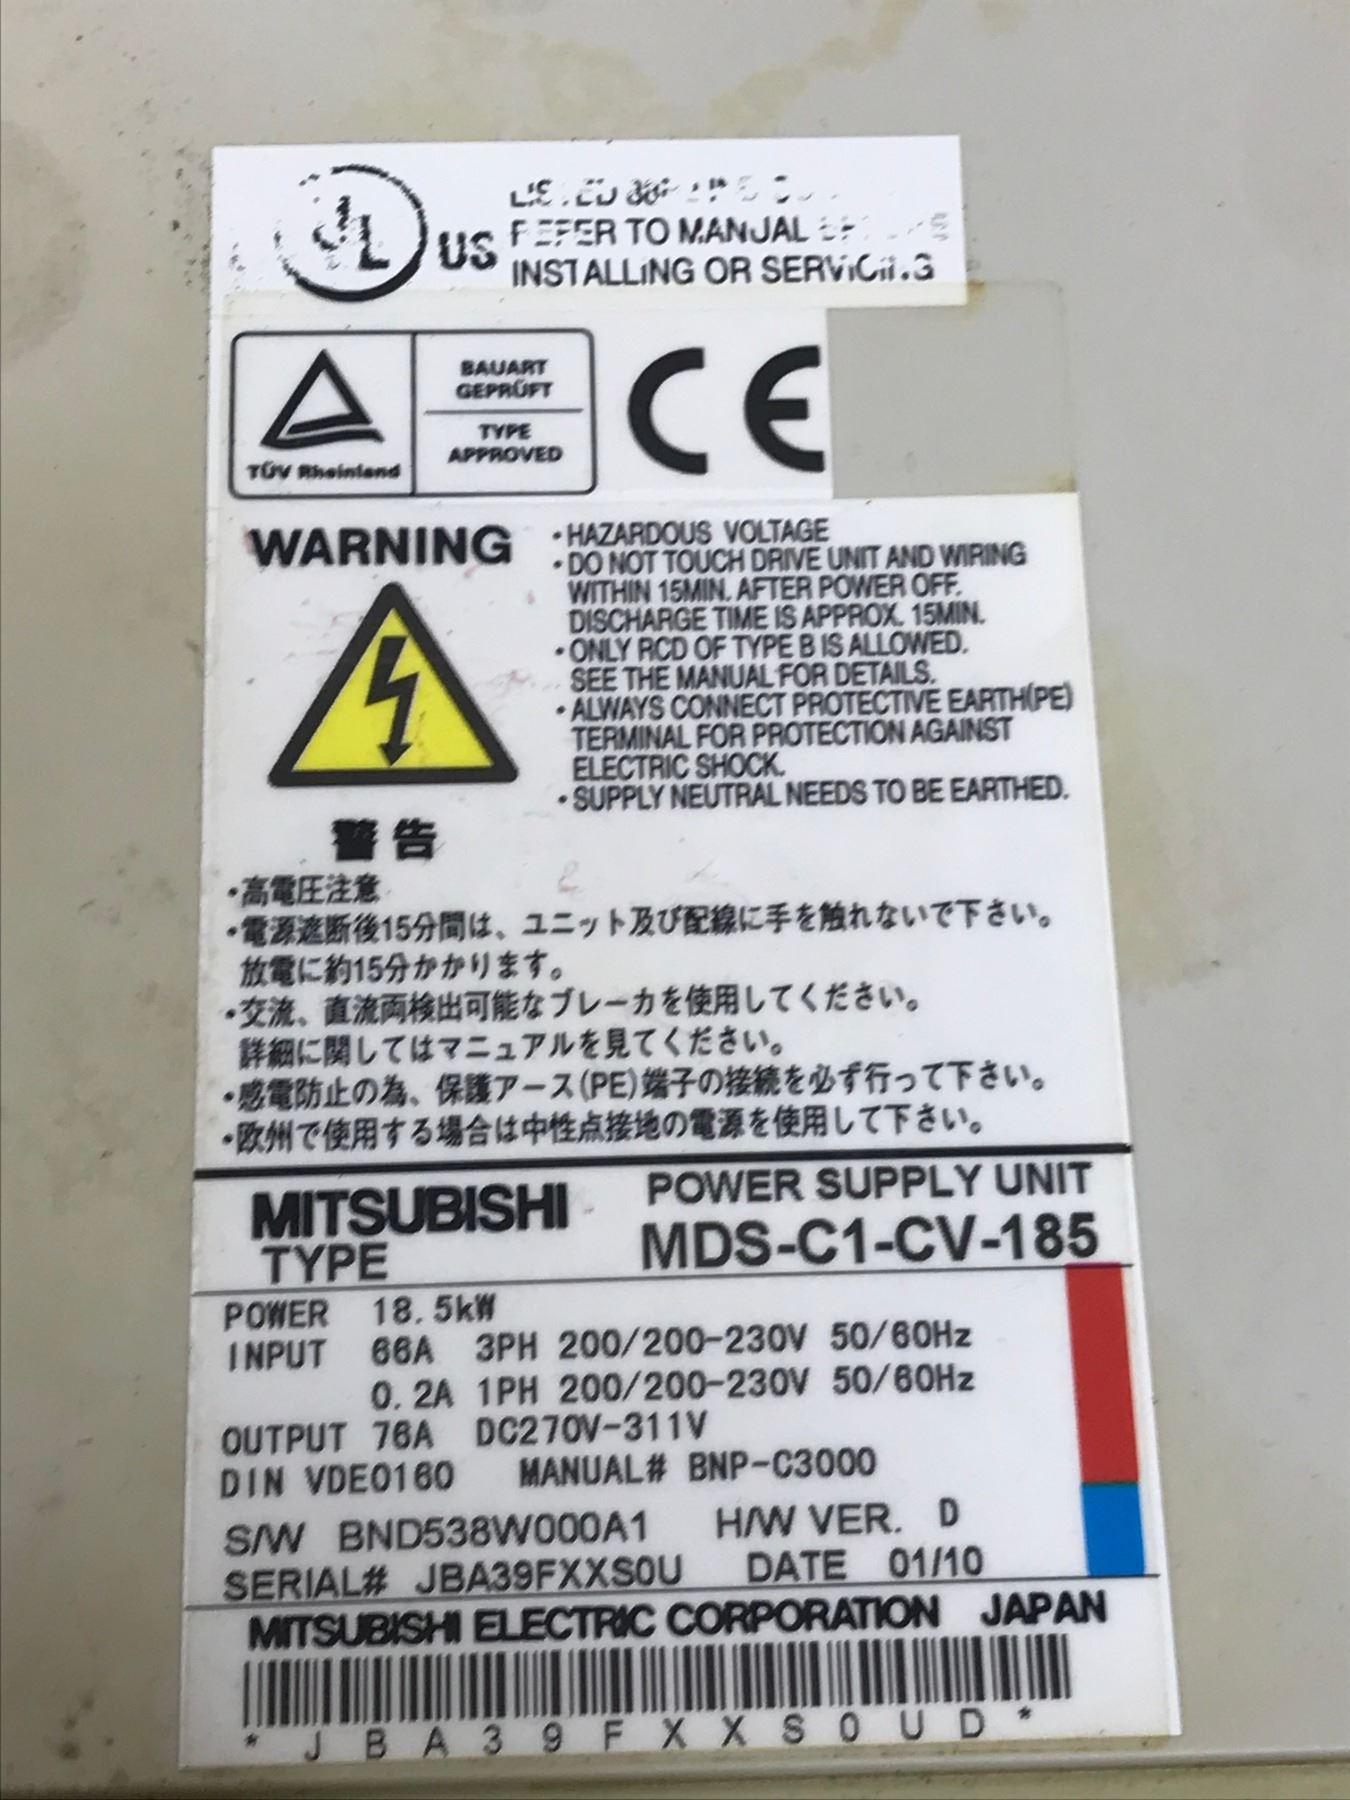 UL US
REFER TO MANUAL
INSTALLING OR SERVICING
TÜV Rheinland
BAUART
GEPRÜFT
TYPE
APPROVED
CE
WARNING
・HAZARDOUS VOLTAGE
・DO NOT TOUCH DRIVE UNIT AND WIRING
WITHIN 15MIN. AFTER POWER OFF.
DISCHARGE TIME IS APPROX. 15MIN.
・ONLY RCD OF TYPE B IS ALLOWED.
SEE THE MANUAL FOR DETAILS.
・ALWAYS CONNECT PROTECTIVE EARTH(PE)
TERMINAL FOR PROTECTION AGAINST
ELECTRIC SHOCK.
・SUPPLY NEUTRAL NEEDS TO BE EARTHED.
警告
・高電圧注意
・電源遮断後15分間は、ユニット及び配線に手を触れないで下さい。
放電に約15分かかります。
・交流、直流両検出可能なブレーカを使用してください。
詳細に関してはマニュアルを見てください。
・感電防止の為、保護アース(PE)端子の接続を必ず行って下さい。
・欧州で使用する場合は中性点接地の電源を使用して下さい。
MITSUBISHI POWER SUPPLY UNIT
TYPE MDS-C1-CV-185
POWER 18.5kW
INPUT 66A 3PH 200/200-230V 50/60Hz
0.2A 1PH 200/200-230V 50/60Hz
OUTPUT 76A DC270V-311V
DIN VDE0160 MANUAL# BNP-C3000
S/W BND538W000A1 H/W VER. D
SERIAL# JBA39FXXS0U DATE 01/10
MITSUBISHI ELECTRIC CORPORATION JAPAN
* J B A 3 9 F X X S 0 U D *